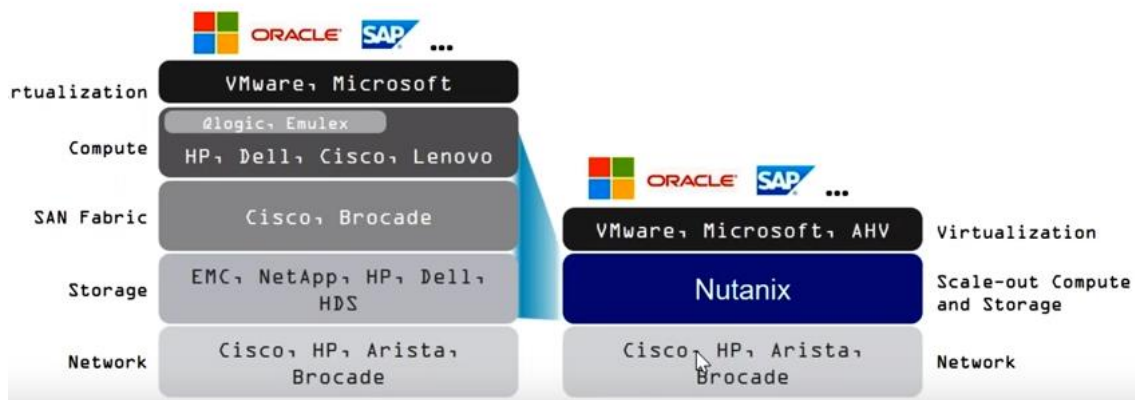 ORACLE SAP ...
rtualization
VMware, Microsoft
Compute
Qlogic, Emulex
HP, Dell, Cisco, Lenovo
SAN Fabric
Cisco, Brocade
Storage
EMC, NetApp, HP, Dell,
HDS
Network
Cisco, HP, Arista,
Brocade
ORACLE SAP ...
VMware, Microsoft, AHV
Virtualization
Nutanix
Scale-out Compute
and Storage
Cisco, HP, Arista,
Brocade
Network